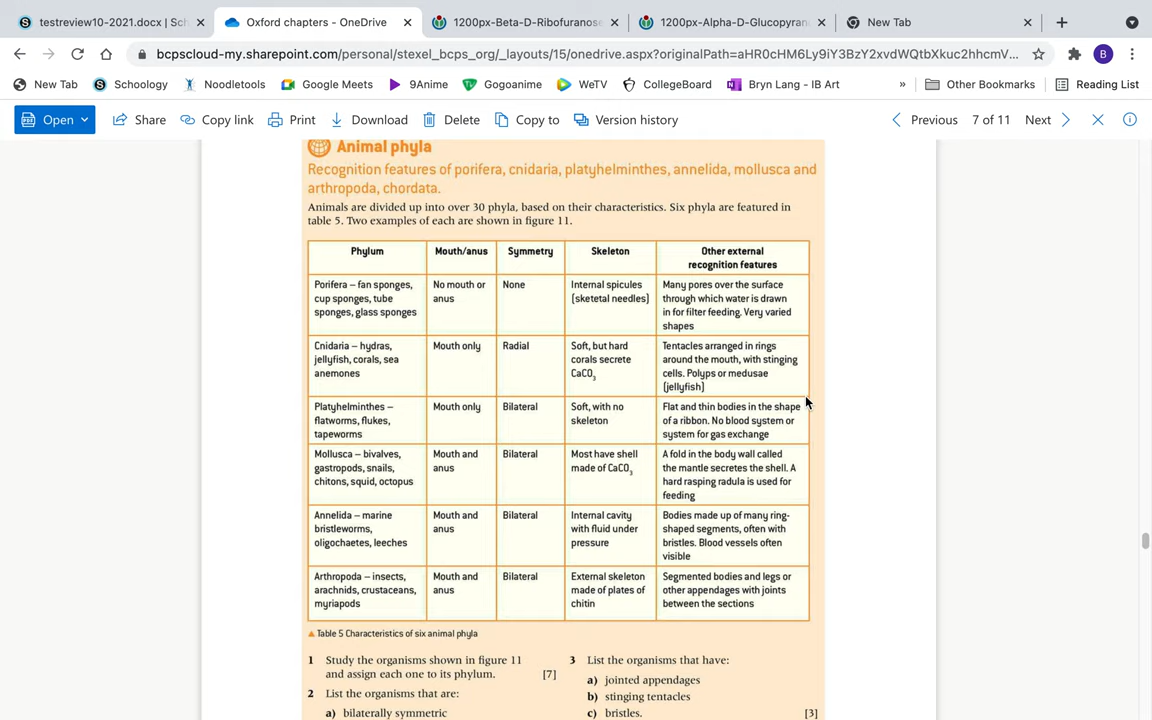 testreview10-2021.docx | Sch
Oxford chapters - OneDrive
1200px-Beta-D-Ribofuranose
1200px-Alpha-D-Glucopyran
New Tab
bcpscloud-my.sharepoint.com/personal/stexel_bcps_org/_layouts/15/onedrive.aspx?originalPath=aHR0cHM6Ly9iY3BzY2xvdWQtbXkuc2hhcmV...
New Tab
Schoology
Noodletools
Google Meets
9Anime
Gogoanime
WeTV
CollegeBoard
Bryn Lang - IB Art
»
Other Bookmarks
Reading List
Open
Share
Copy link
Print
Download
Delete
Copy to
Version history
Previous
7 of 11
Next
Animal phyla
Recognition features of porifera, cnidaria, platyhelminthes, annelida, mollusca and
arthropoda, chordata.
Animals are divided up into over 30 phyla, based on their characteristics. Six phyla are featured in
table 5. Two examples of each are shown in figure 11.
Phylum
Mouth/anus
Symmetry
Skeleton
Other external
recognition features
Porifera – fan sponges,
cup sponges, tube
sponges, glass sponges
No mouth or
anus
None
Internal spicules
(sketetal needles)
Many pores over the surface
through which water is drawn
in for filter feeding. Very varied
shapes
Cnidaria – hydras,
jellyfish, corals, sea
anemones
Mouth only
Radial
Soft, but hard
corals secrete
CaCO3
Tentacles arranged in rings
around the mouth, with stinging
cells. Polyps or medusae
(jellyfish)
Platyhelminthes –
flatworms, flukes,
tapeworms
Mouth only
Bilateral
Soft, with no
skeleton
Flat and thin bodies in the shape
of a ribbon. No blood system or
system for gas exchange
Mollusca – bivalves,
gastropods, snails,
chitons, squid, octopus
Mouth and
anus
Bilateral
Most have shell
made of CaCO3
A fold in the body wall called
the mantle secretes the shell. A
hard rasping radula is used for
feeding
Annelida – marine
bristleworms,
oligochaetes, leeches
Mouth and
anus
Bilateral
Internal cavity
with fluid under
pressure
Bodies made up of many ring-
shaped segments, often with
bristles. Blood vessels often
visible
Arthropoda – insects,
arachnids, crustaceans,
myriapods
Mouth and
anus
Bilateral
External skeleton
made of plates of
chitin
Segmented bodies and legs or
other appendages with joints
between the sections
▲ Table 5 Characteristics of six animal phyla
1 Study the organisms shown in figure 11
and assign each one to its phylum. [7]
2 List the organisms that are:
a) bilaterally symmetric
3 List the organisms that have:
a) jointed appendages
b) stinging tentacles
c) bristles. [3]